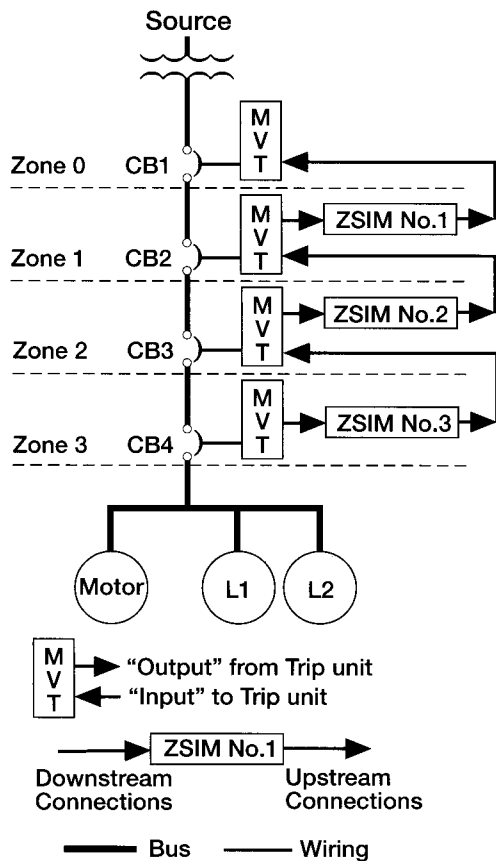 Source
M
V
T
Zone 0 CB1
M
V
T
ZSIM No.1
Zone 1 CB2
M
V
T
ZSIM No.2
Zone 2 CB3
M
V
T
ZSIM No.3
Zone 3 CB4
Motor L1 L2
M
V
T
“Output” from Trip unit
“Input” to Trip unit
ZSIM No.1
Downstream Connections
Upstream Connections
Bus Wiring